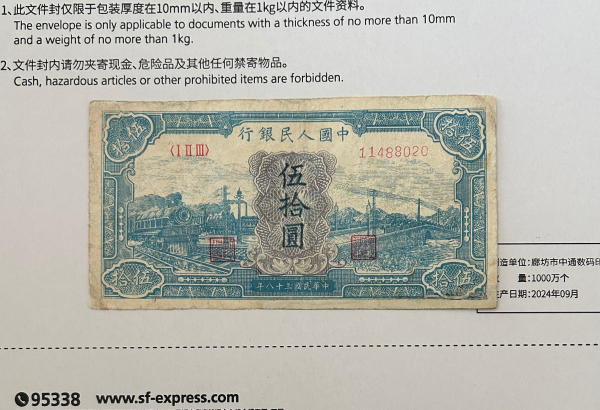 1、此文件封仅限于包装厚度在10mm以内、重量在1kg以内的文件资料。
The envelope is only applicable to documents with a thickness of no more than 10mm
and a weight of no more than 1kg.
2、文件封内请勿夹寄现金、危险品及其他任何禁寄物品。
Cash, hazardous articles or other prohibited items are forbidden.
伍拾
行銀民人國中
伍拾
〈I II III〉
11488020
伍拾圓
造单位:廊坊市中通数码印
量:1000万个
产日期:2024年09月
伍拾
年八十三國民華中
伍拾
95338 www.sf-express.com